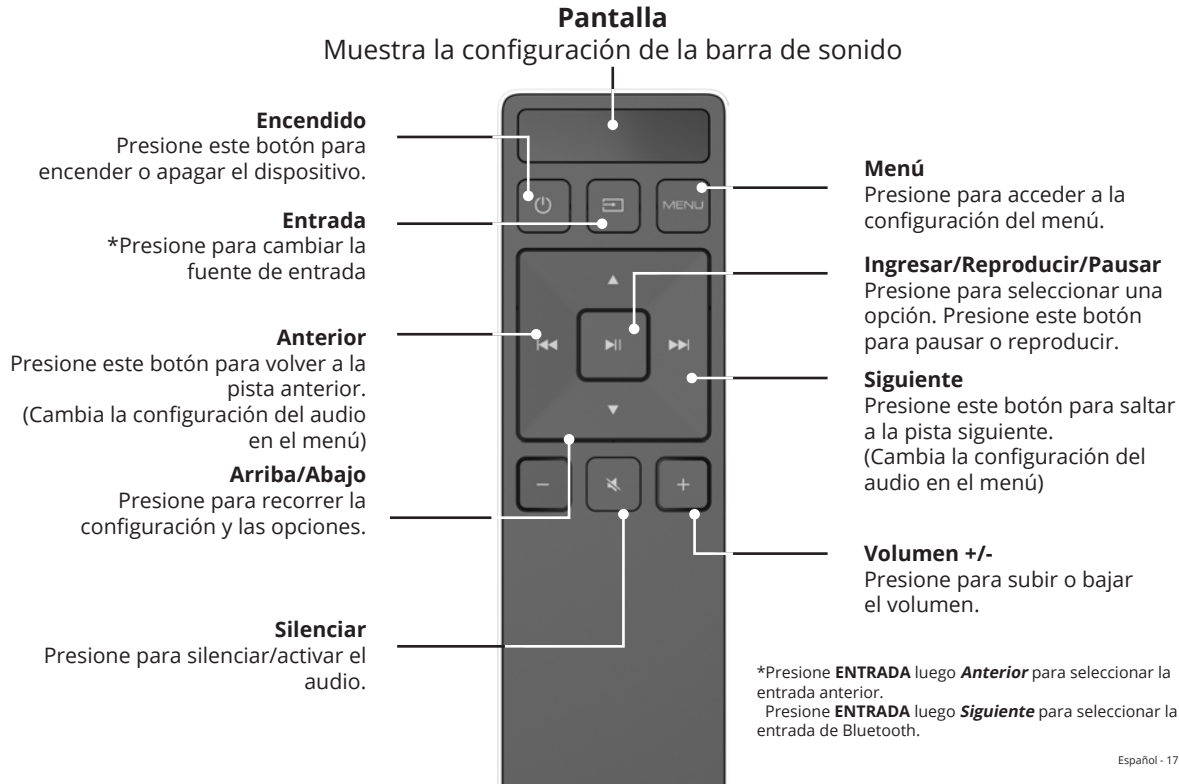 Pantalla
Muestra la configuración de la barra de sonido
Encendido
Presione este botón para
encender o apagar el dispositivo.
Entrada
*Presione para cambiar la
fuente de entrada
Anterior
Presione este botón para volver a la
pista anterior.
(Cambia la configuración del audio
en el menú)
Arriba/Abajo
Presione para recorrer la
configuración y las opciones.
Silenciar
Presione para silenciar/activar el
audio.
MENU
Menú
Presione para acceder a la
configuración del menú.
Ingresar/Reproducir/Pausar
Presione para seleccionar una
opción. Presione este botón
para pausar o reproducir.
Siguiente
Presione este botón para saltar
a la pista siguiente.
(Cambia la configuración del
audio en el menú)
Volumen +/-
Presione para subir o bajar
el volumen.
*Presione ENTRADA luego Anterior para seleccionar la
entrada anterior.
Presione ENTRADA luego Siguiente para seleccionar la
entrada de Bluetooth.
Español - 17